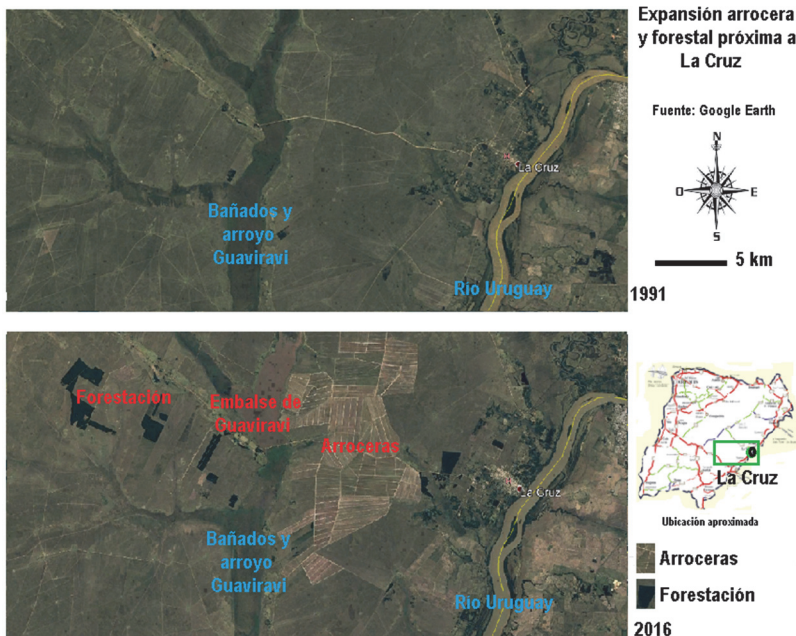 Expansión arrocera
y forestal próxima a
La Cruz
Fuente: Google Earth
N
O
E
S
5 km
1991
La Cruz
Bañados y
arroyo
Guaviravi
Río Uruguay
Forestación
Embalse de
Guaviravi
Arroceras
La Cruz
Bañados y
arroyo
Guaviravi
Río Uruguay
La Cruz
Ubicación aproximada
Arroceras
Forestación
2016